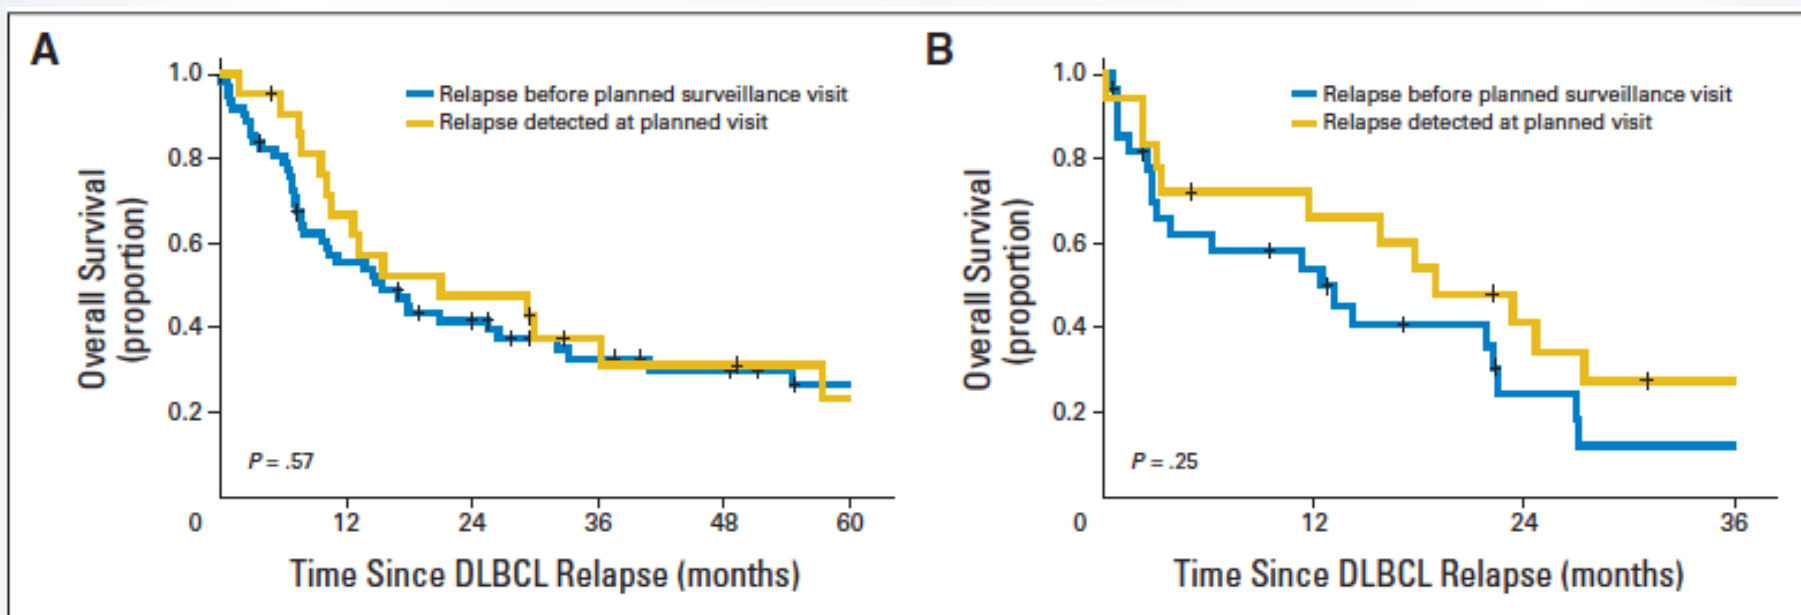 A
1.0
0.8
0.6
0.4
0.2
0
12
24
36
48
60
Overall Survival
(proportion)
Relapse before planned surveillance visit
Relapse detected at planned visit
P = .57
Time Since DLBCL Relapse (months)
B
1.0
0.8
0.6
0.4
0.2
0
12
24
36
Overall Survival
(proportion)
Relapse before planned surveillance visit
Relapse detected at planned visit
P = .25
Time Since DLBCL Relapse (months)